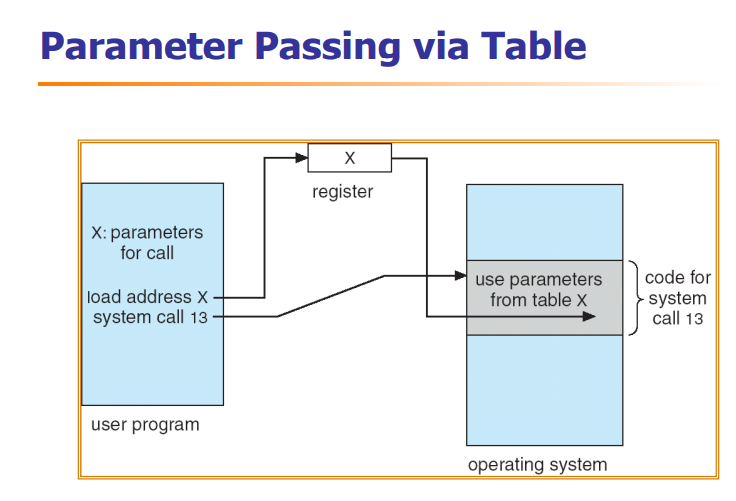 Parameter Passing via Table
X
register
X: parameters
for call
load address X
system call 13
user program
use parameters
from table X
code for
system
call 13
operating system